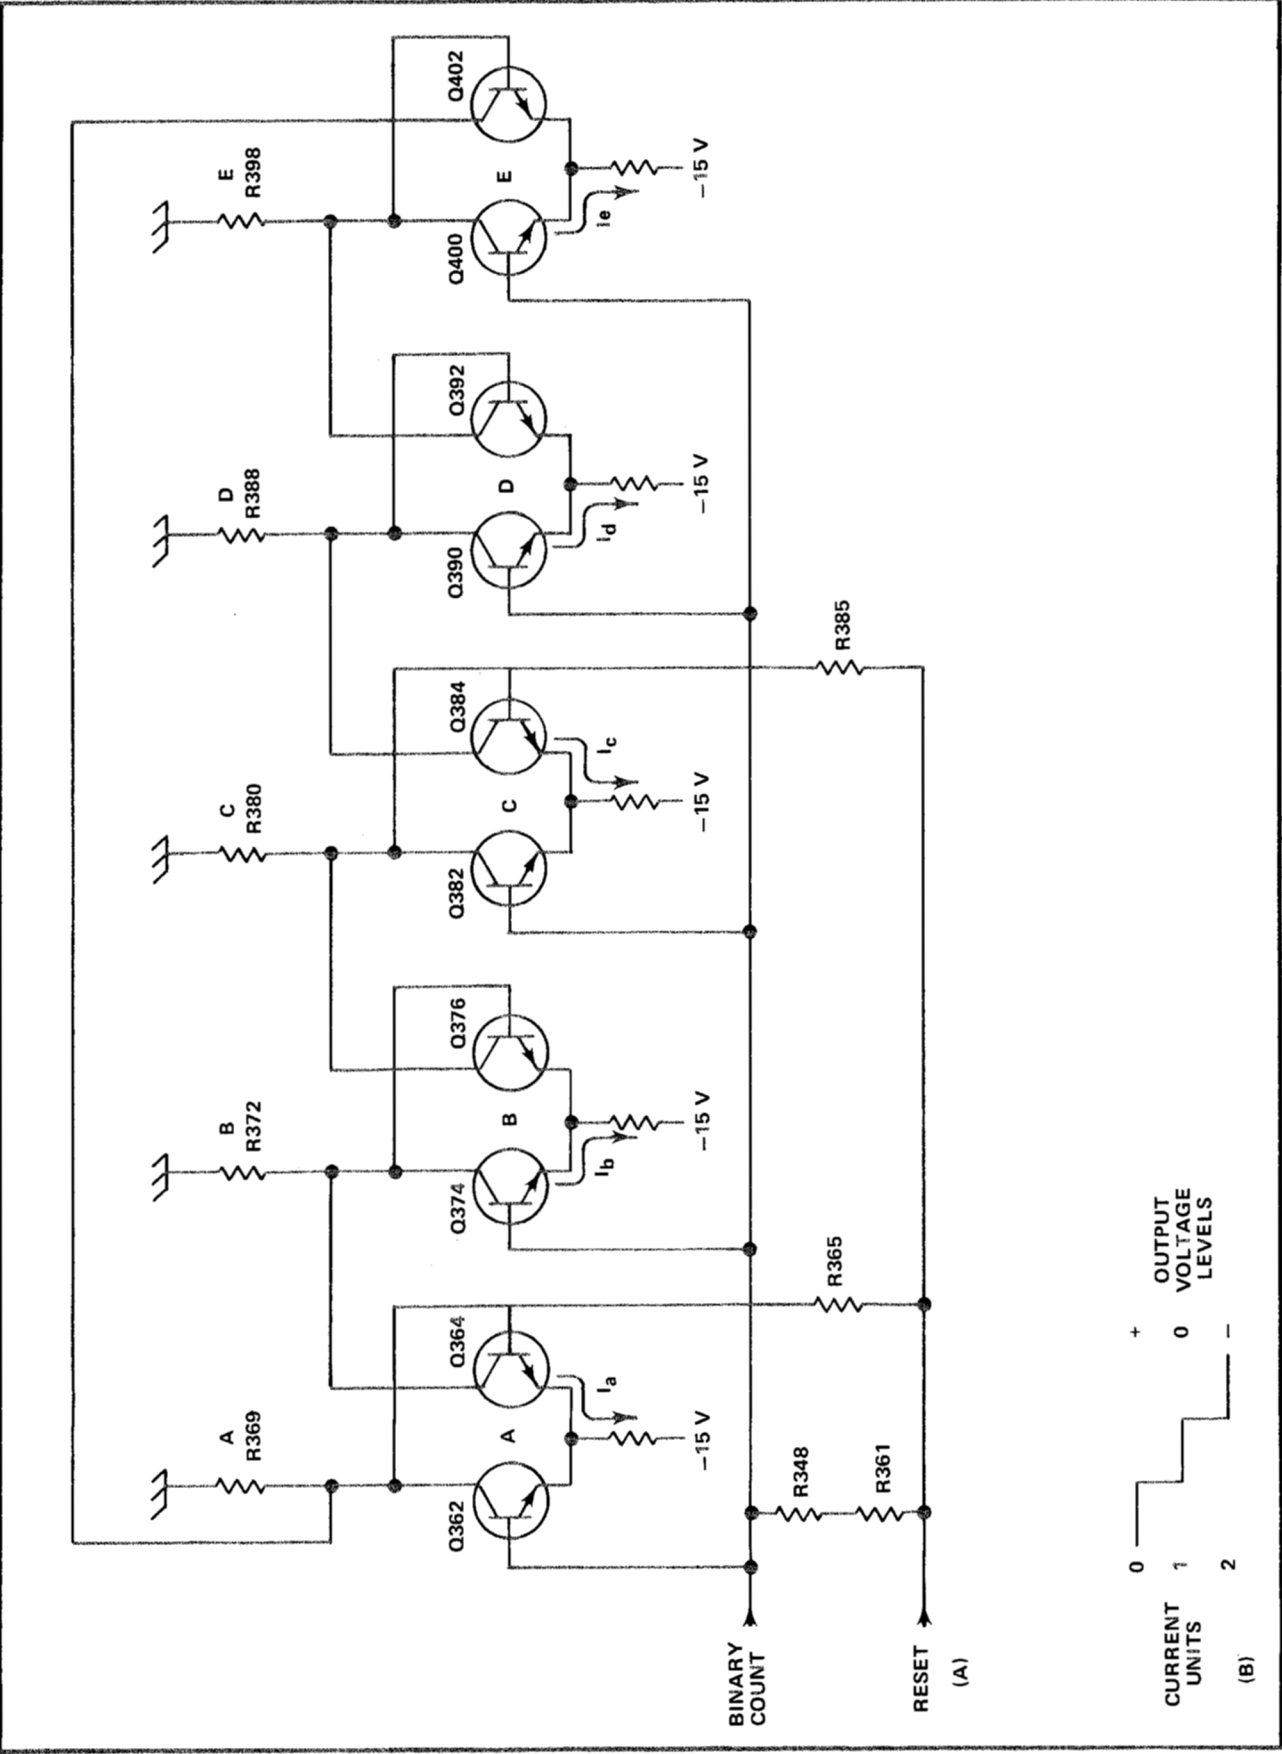 A
R369
B
R372
C
R380
D
R388
E
R398
Q362
Q364
Q374
Q376
Q382
Q384
Q390
Q392
Q400
Q402
A
B
C
D
E
Ia
Ib
Ic
Id
ie
–15 V
–15 V
–15 V
–15 V
–15 V
BINARY
COUNT
R348
R361
R365
R385
RESET
(A)
CURRENT
UNITS
0
1
2
+
0
–
OUTPUT
VOLTAGE
LEVELS
(B)